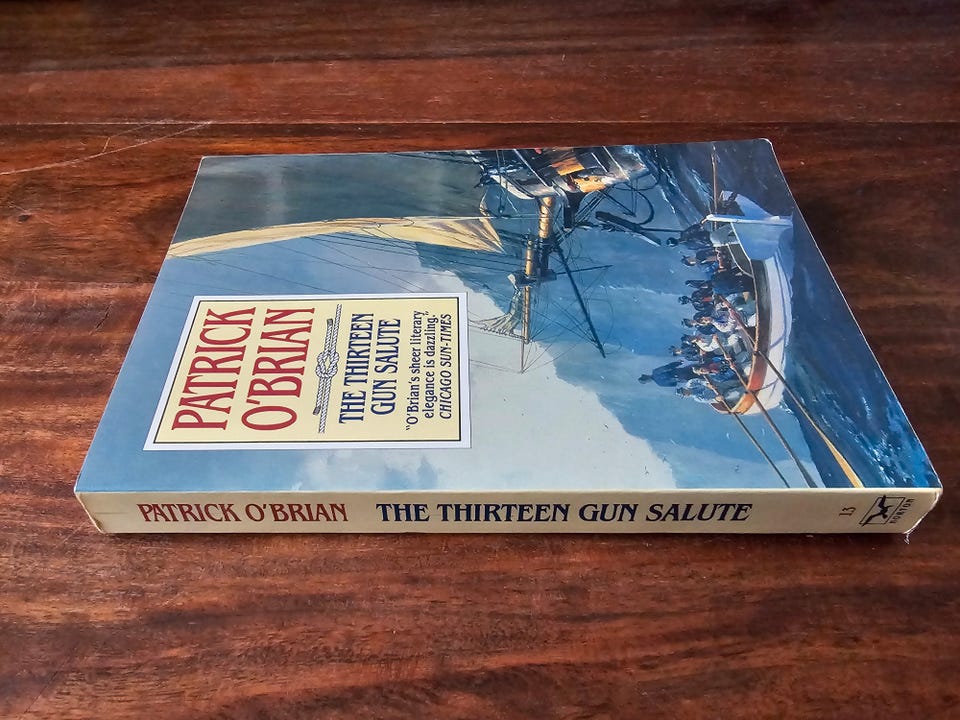 PATRICK
O'BRIAN
THE THIRTEEN
GUN SALUTE
"O'Brian's sheer literary
elegance is dazzling."
CHICAGO SUN-TIMES
PATRICK O'BRIAN THE THIRTEEN GUN SALUTE 13 NORTON